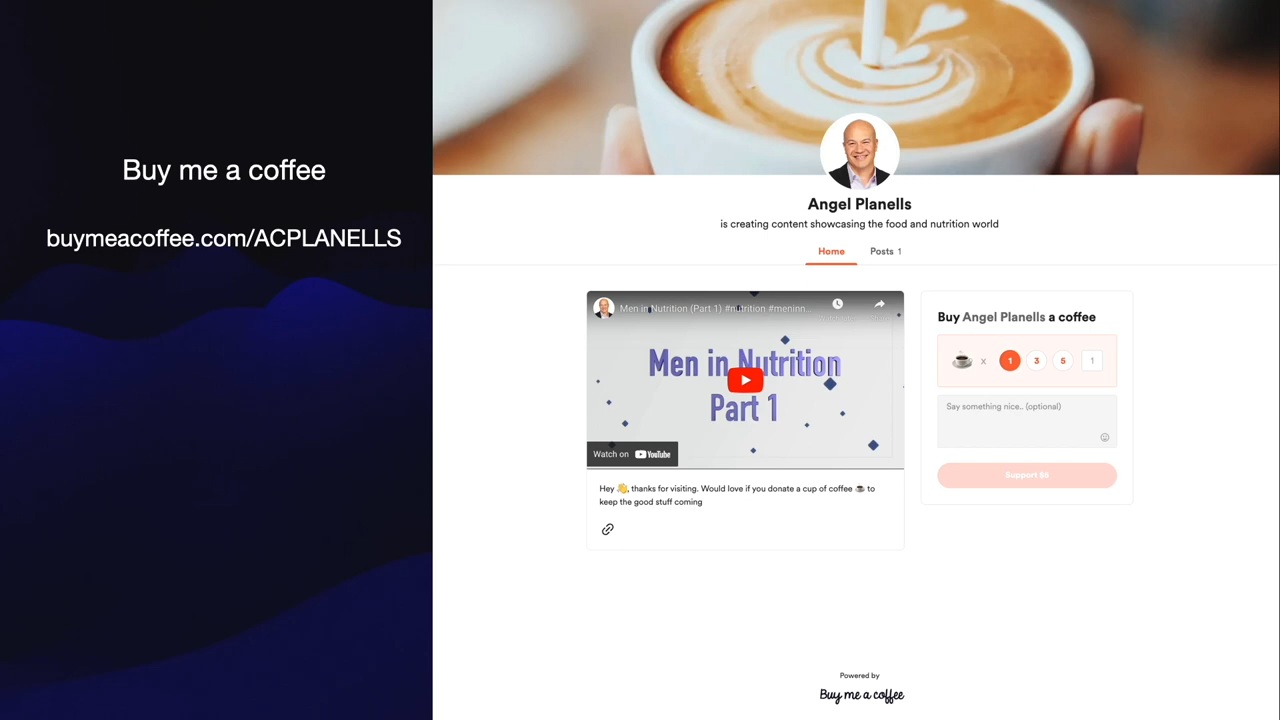 Buy me a coffee
buymeacoffee.com/ACPLANELLS
Angel Planells
is creating content showcasing the food and nutrition world
Home
Posts 1
Men in Nutrition (Part 1) #nutrition #meninn...
Men in Nutrition
Part 1
Watch on YouTube
Hey 👋, thanks for visiting. Would love if you donate a cup of coffee ☕ to
keep the good stuff coming
Buy Angel Planells a coffee
x 1 3 5 1
Say something nice.. (optional)
Support $5
Powered by
Buy me a coffee